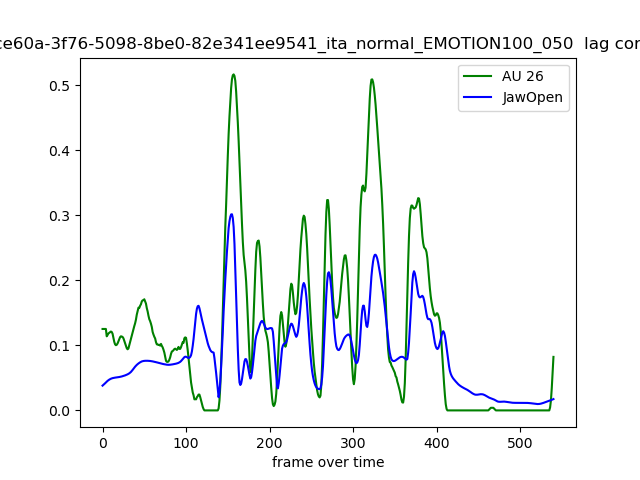 ce60a-3f76-5098-8be0-82e341ee9541_ita_normal_EMOTION100_050 lag cor
AU 26
JawOpen
0.5
0.4
0.3
0.2
0.1
0.0
0 100 200 300 400 500
frame over time